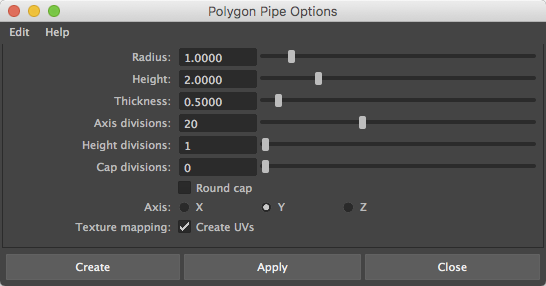 Polygon Pipe Options
Edit Help
Radius: 1.0000
Height: 2.0000
Thickness: 0.5000
Axis divisions: 20
Height divisions: 1
Cap divisions: 0
Round cap
Axis: X Y Z
Texture mapping: Create UVs
Create Apply Close